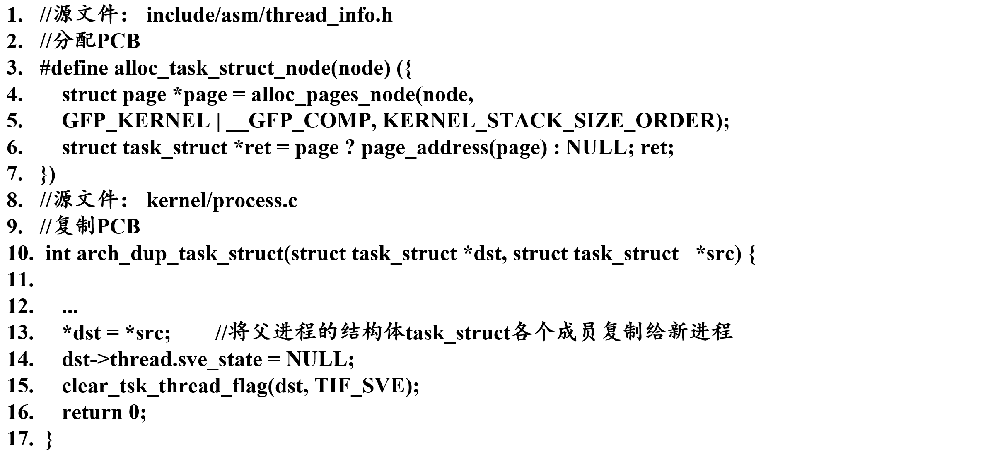 1. //源文件： include/asm/thread_info.h
2. //分配PCB
3. #define alloc_task_struct_node(node) ({
4. struct page *page = alloc_pages_node(node,
5. GFP_KERNEL | __GFP_COMP, KERNEL_STACK_SIZE_ORDER);
6. struct task_struct *ret = page ? page_address(page) : NULL; ret;
7. })
8. //源文件： kernel/process.c
9. //复制PCB
10. int arch_dup_task_struct(struct task_struct *dst, struct task_struct *src) {
11.
12. ...
13. *dst = *src; //将父进程的结构体task_struct各个成员复制给新进程
14. dst->thread.sve_state = NULL;
15. clear_tsk_thread_flag(dst, TIF_SVE);
16. return 0;
17. }